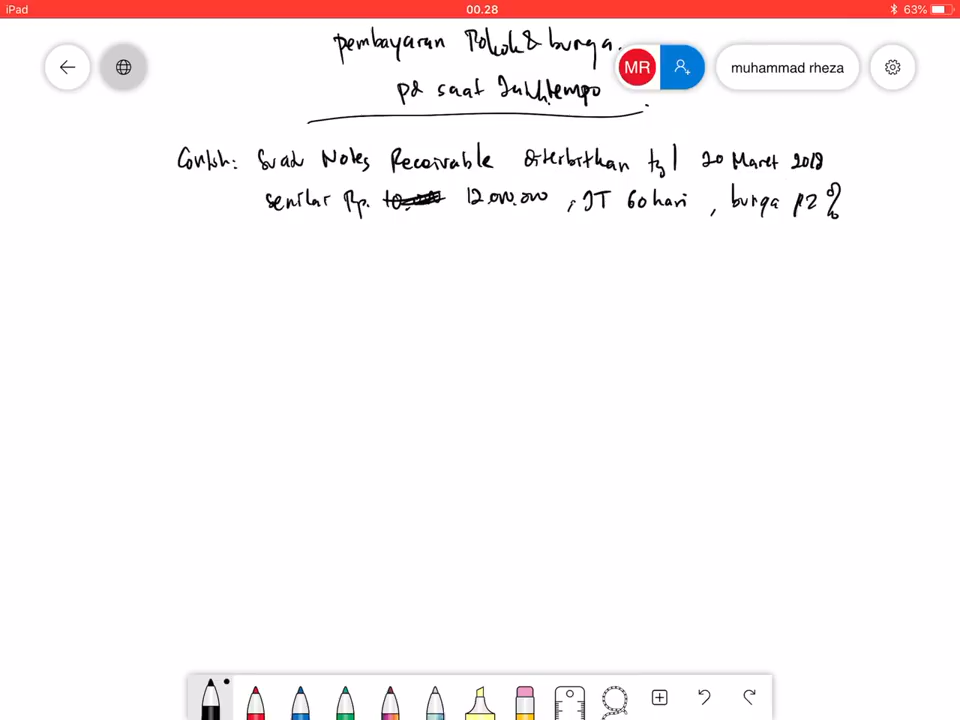 iPad 00.28 63%
pembayaran Pokok & bunga
pd saat Jatuh tempo
MR muhammad rheza
Contoh: Suatu Notes Receivable diterbitkan tgl 20 Maret 2018
senilai Rp. 12.000.000, JT 60 hari, bunga 12%